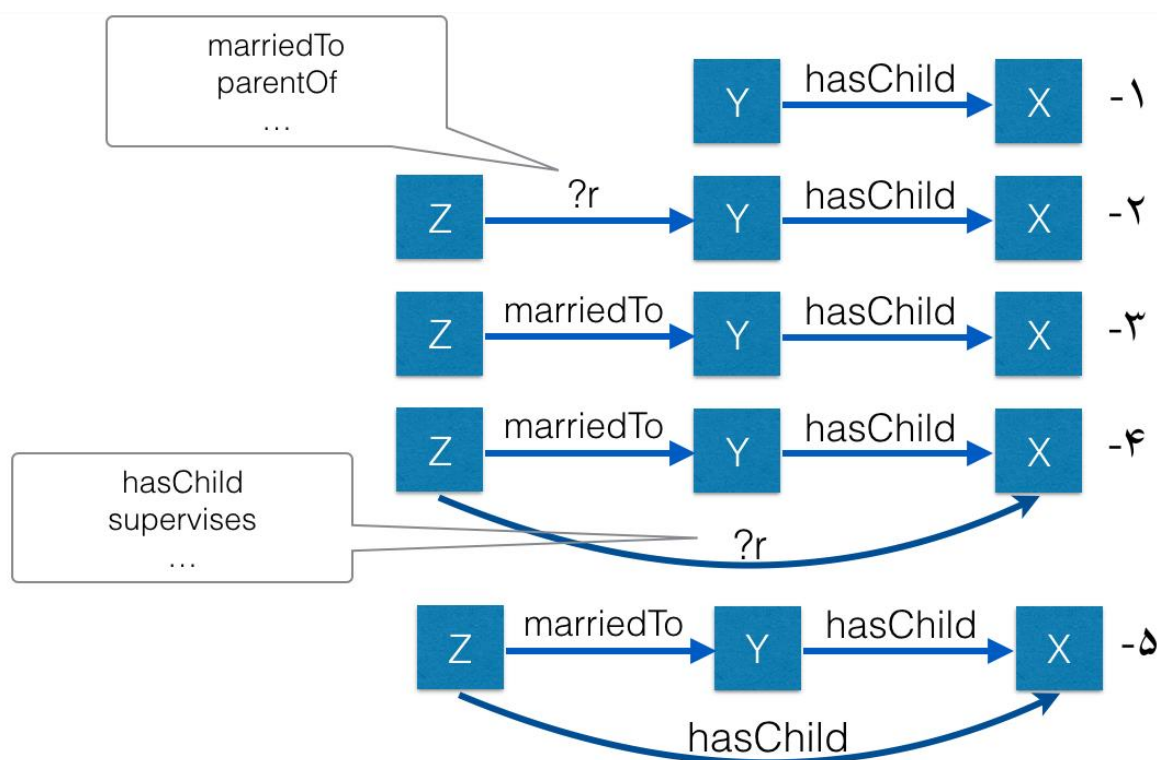 marriedTo
parentOf
...
Y hasChild X -۱
Z ?r Y hasChild X -۲
Z marriedTo Y hasChild X -۳
Z marriedTo Y hasChild X -۴
hasChild
supervises
...
?r
Z marriedTo Y hasChild X -۵
hasChild